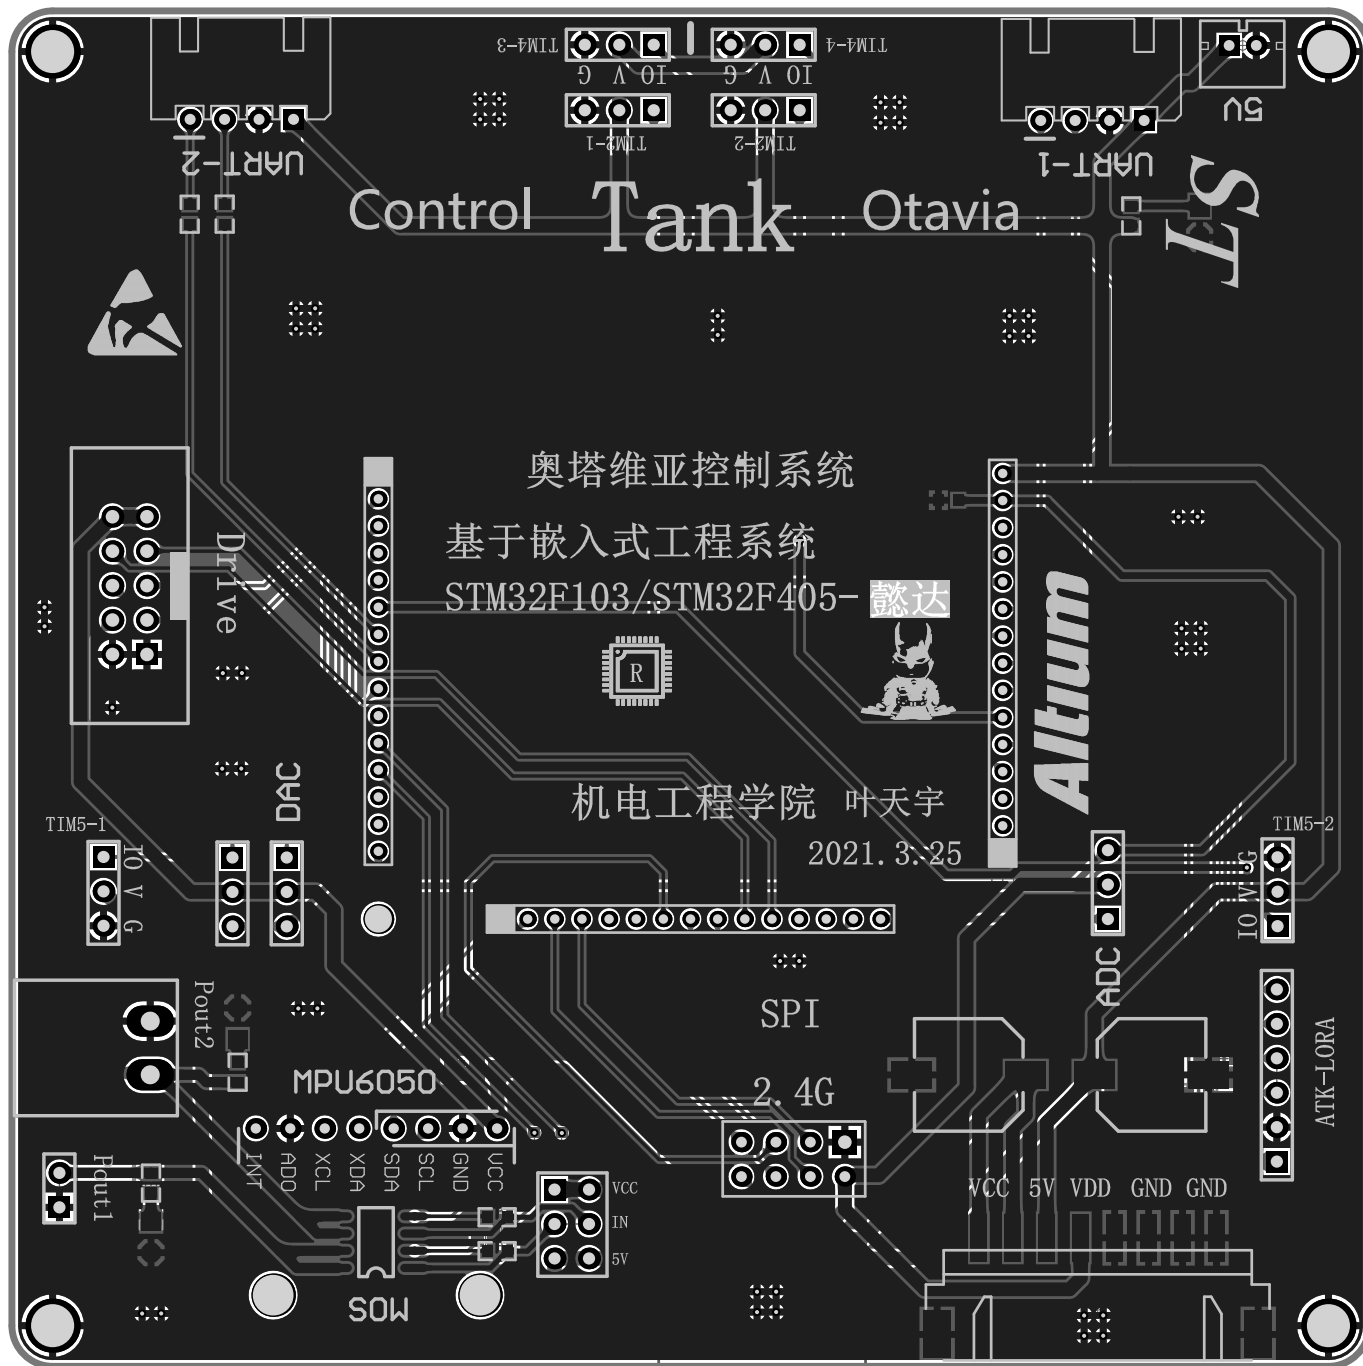 TIM4-3
TIM4-4
G V IO
G V IO
5V
UART-2
TIM2-1
TIM2-2
UART-1
ST
Control Tank Otavia
奥塔维亚控制系统
基于嵌入式工程系统
STM32F103/STM32F405-懿达
Drive
R
Altium
机电工程学院 叶天宇
2021.3.25
DAC
TIM5-1
IO V G
TIM5-2
G V IO
ADC
Pout2
SPI
ATK-LORA
MPU6050
2.4G
INT
ADO
XCL
XDA
SDA
SCL
GND
VCC
Pout1
VCC
IN
5V
VCC 5V VDD GND GND
SOM